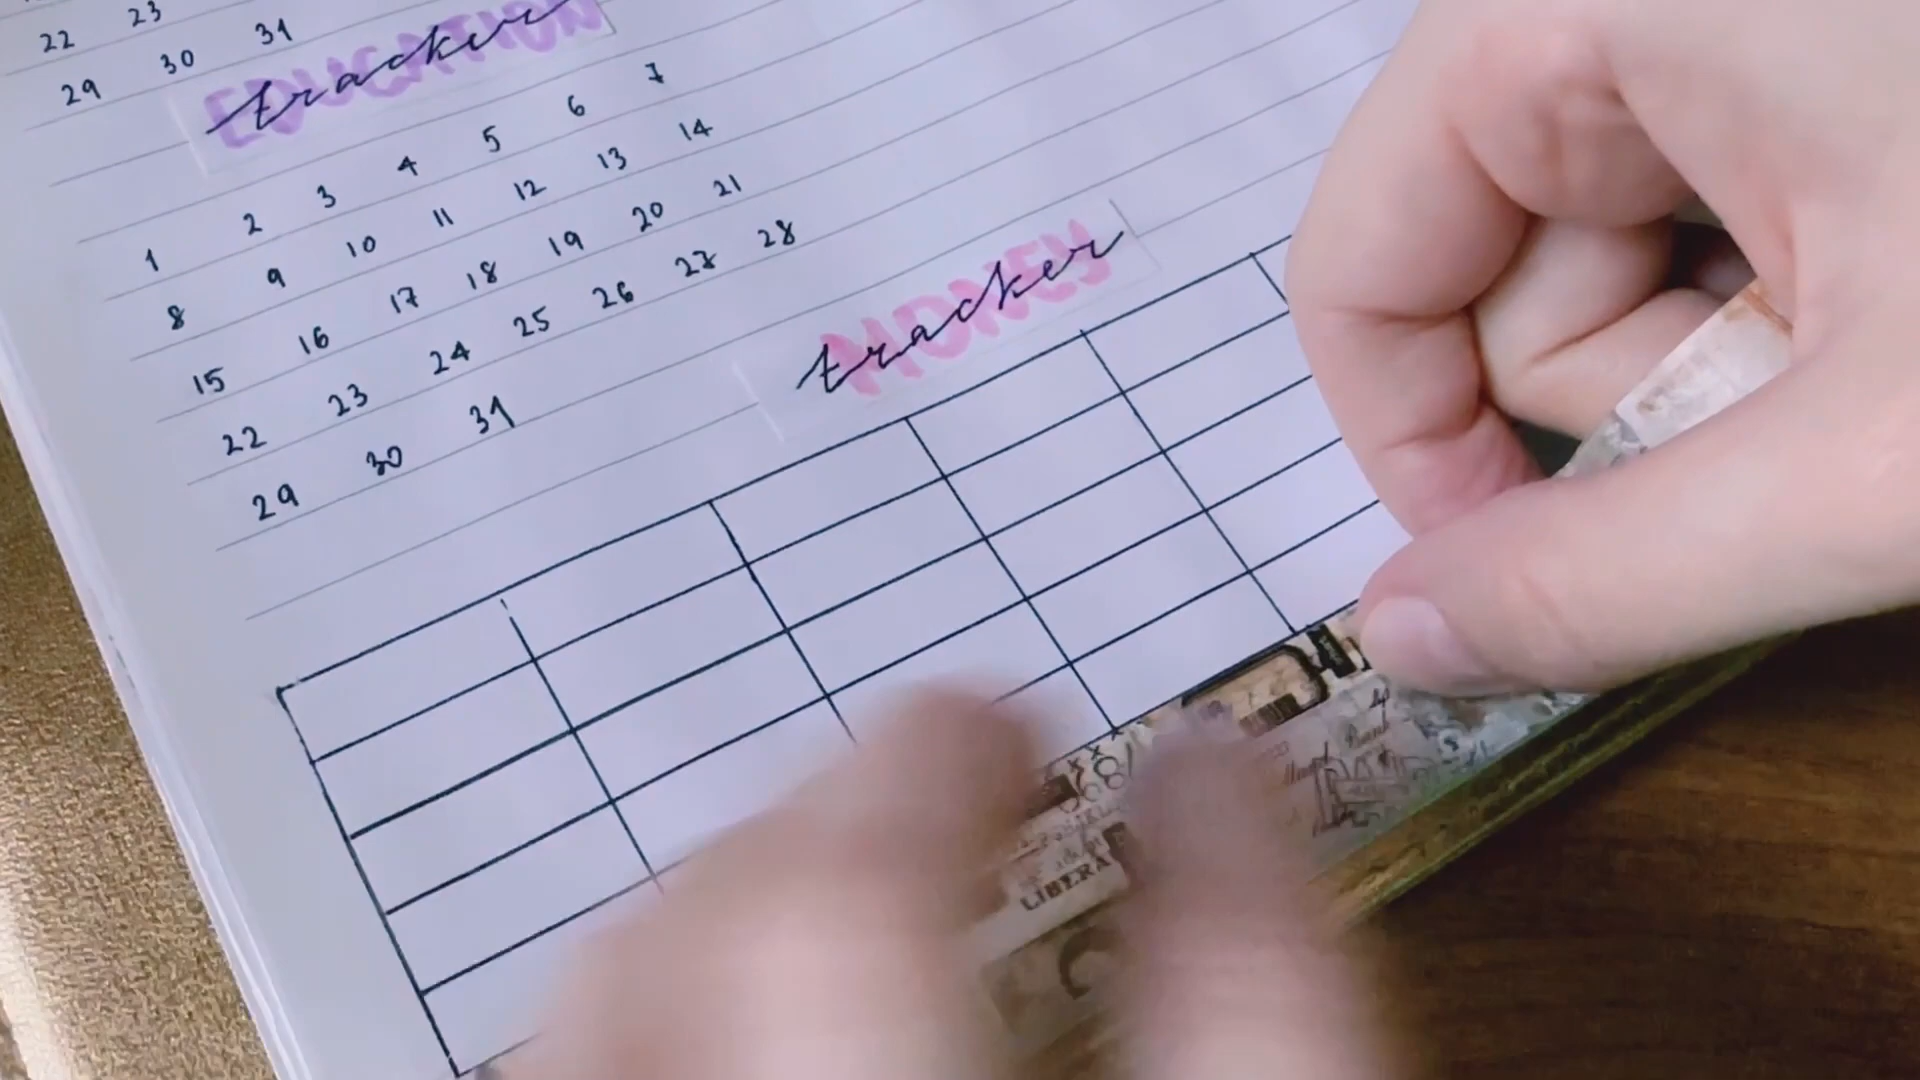 22 23
29 30 31
EDUCATION
tracker
1 2 3 4 5 6 7
8 9 10 11 12 13 14
15 16 17 18 19 20 21
22 23 24 25 26 27 28
29 30 31
MONEY
tracker
068
LIBERA
Bank